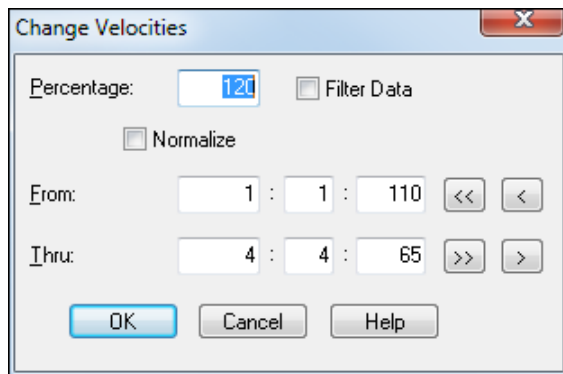 Change Velocities
Percentage: 120 Filter Data
Normalize
From: 1 : 1 : 110 << <
Thru: 4 : 4 : 65 >> >
OK Cancel Help